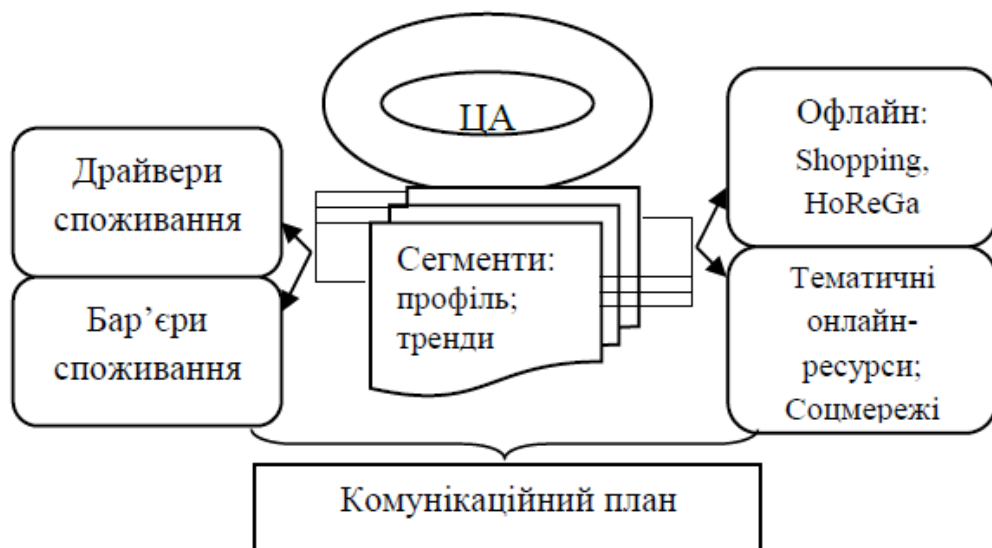 ЦА
Драйвери
споживання
Бар’єри
споживання
Сегменти:
профіль;
тренди
Офлайн:
Shopping,
HoReGa
Тематичні
онлайн-
ресурси;
Соцмережі
Комунікаційний план